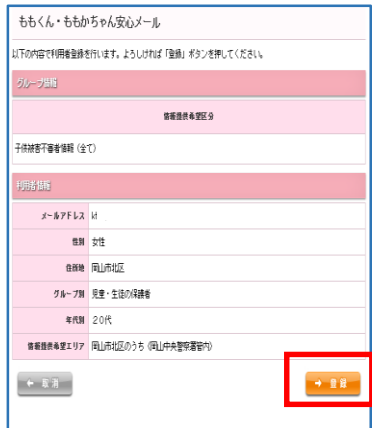 ももくん・ももかちゃん安心メール
以下の内容で利用者登録を行います。よろしければ「登録」ボタンを押してください。
グループ情報
情報提供希望区分
子供被害不審者情報（全て）
利用者情報
メールアドレス kt
性別 女性
住所地 岡山市北区
グループ別 児童・生徒の保護者
年代別 20代
情報提供希望エリア 岡山市北区のうち（岡山中央警察署管内）
← 取消
→ 登録